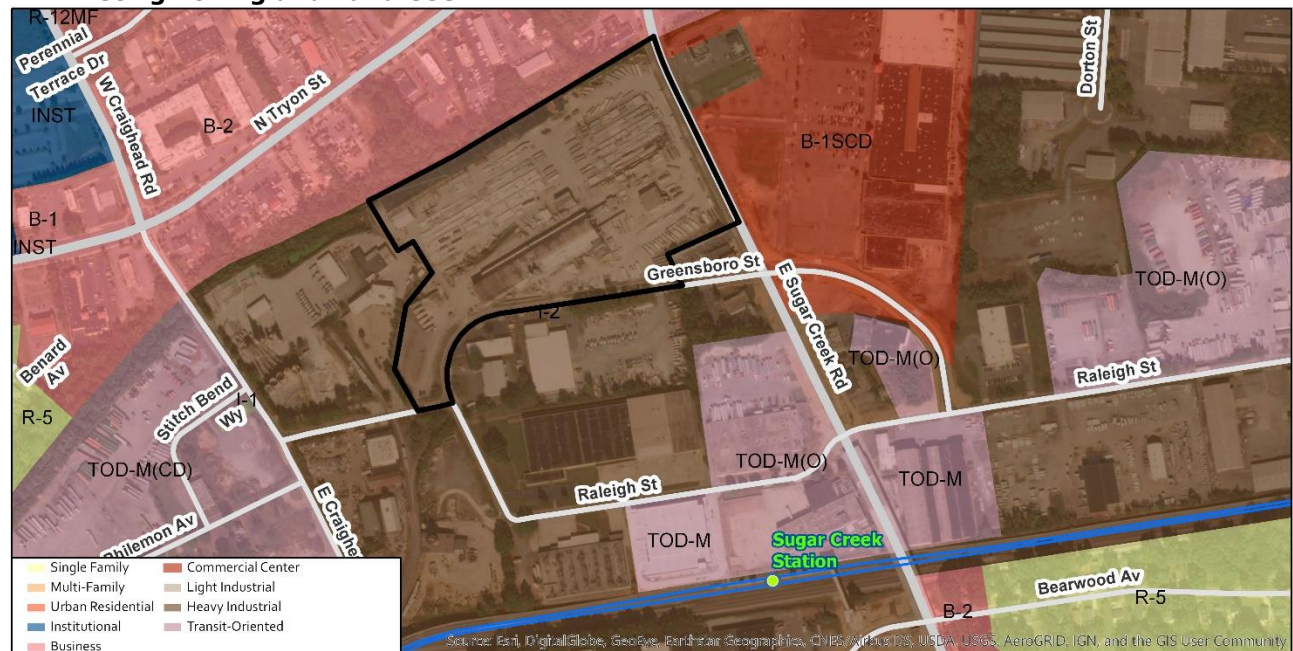 R-12MF
Perennial
Terrace Dr
INST
W Craighead Rd
B-2
N Tryon St
B-1
INST
Dorton St
B-1SCD
Greensboro St
I-2
E Sugar Creek Rd
TOD-M(O)
TOD-M(O)
Raleigh St
Benard
Av
R-5
Stitch Bend
Wy
I-1
TOD-M(CD)
Philemon Av
TOD-M(O)
Raleigh St
TOD-M
TOD-M
Sugar Creek
Station
Bearwood Av
R-5
B-2
Single Family
Multi-Family
Urban Residential
Institutional
Business
Commercial Center
Light Industrial
Heavy Industrial
Transit-Oriented
Source: Esri, DigitalGlobe, GeoEye, Earthstar Geographics, CNES/Airbus DS, USDA, USGS, AeroGRID, IGN, and the GIS User Community